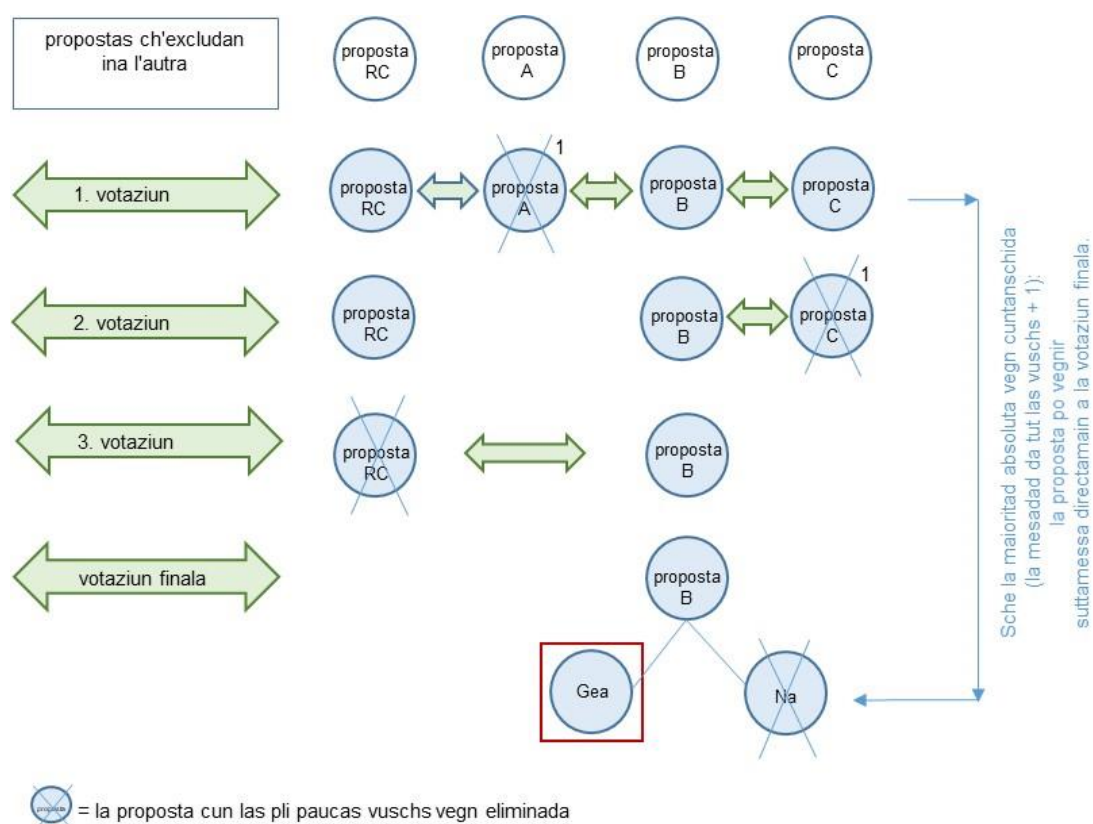 propostas ch'excludan
ina l'autra
proposta
RC
proposta
A
proposta
B
proposta
C
1. votaziun
proposta
RC
proposta
A
1
proposta
B
proposta
C
2. votaziun
proposta
RC
proposta
B
proposta
C
1
3. votaziun
proposta
RC
proposta
B
votaziun finala
proposta
B
Gea
Na
Sche la maioritad absoluta vegn cuntanschida
(la mesadad da tut las vuschs + 1):
la proposta po vegnir
suttamessa directamain a la votaziun finala.
proposta
= la proposta cun las pli paucas vuschs vegn eliminada